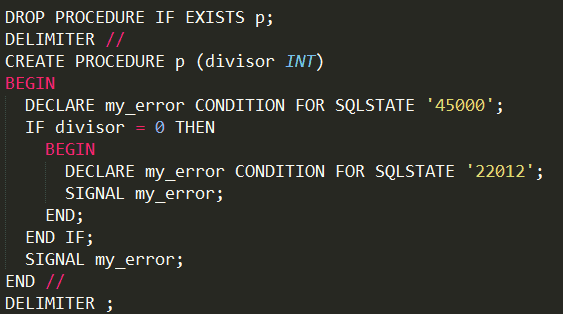 DROP PROCEDURE IF EXISTS p;
DELIMITER //
CREATE PROCEDURE p (divisor INT)
BEGIN
  DECLARE my_error CONDITION FOR SQLSTATE '45000';
  IF divisor = 0 THEN
    BEGIN
      DECLARE my_error CONDITION FOR SQLSTATE '22012';
      SIGNAL my_error;
    END;
  END IF;
  SIGNAL my_error;
END //
DELIMITER ;